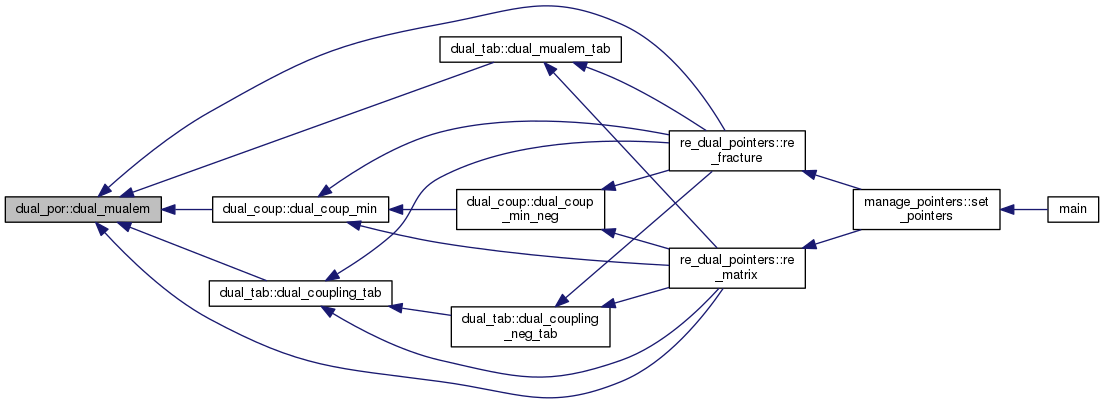 dual_tab::dual_mualem_tab
re_dual_pointers::re
_fracture
dual_por::dual_mualem
dual_coup::dual_coup_min
dual_coup::dual_coup
_min_neg
manage_pointers::set
_pointers
main
re_dual_pointers::re
_matrix
dual_tab::dual_coupling_tab
dual_tab::dual_coupling
_neg_tab